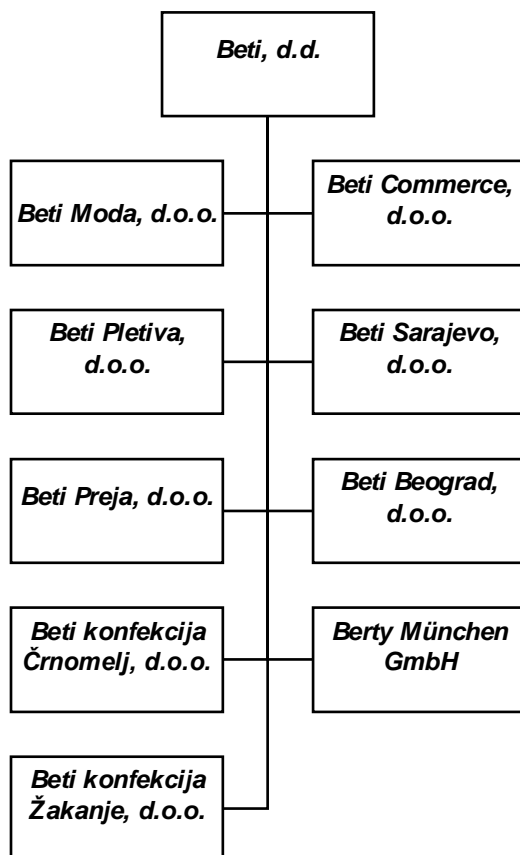 Beti, d.d.
Beti Moda, d.o.o.
Beti Commerce,
d.o.o.
Beti Pletiva,
d.o.o.
Beti Sarajevo,
d.o.o.
Beti Preja, d.o.o.
Beti Beograd,
d.o.o.
Beti konfekcija
Črnomelj, d.o.o.
Berty München
GmbH
Beti konfekcija
Žakanje, d.o.o.